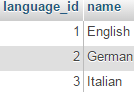 language_id name
1 English
2 German
3 Italian